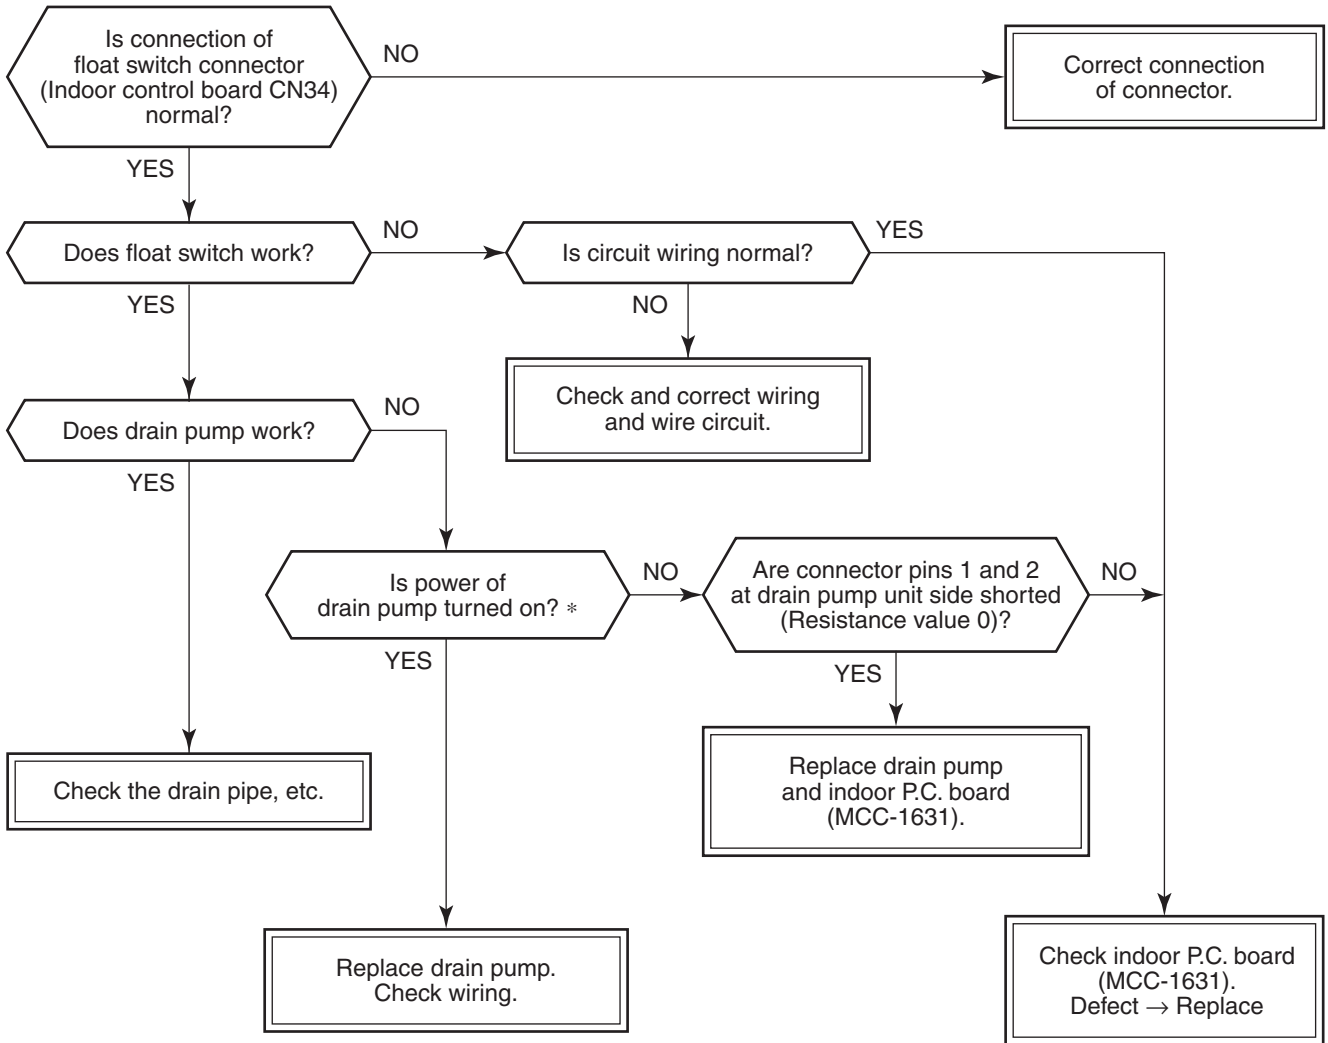 Is connection of
float switch connector
(Indoor control board CN34)
normal?
NO
Correct connection
of connector.
YES
Does float switch work?
NO
Is circuit wiring normal?
YES
YES
NO
Check and correct wiring
and wire circuit.
Does drain pump work?
NO
YES
Is power of
drain pump turned on? *
NO
Are connector pins 1 and 2
at drain pump unit side shorted
(Resistance value 0)?
NO
YES
YES
Check the drain pipe, etc.
Replace drain pump
and indoor P.C. board
(MCC-1631).
Replace drain pump.
Check wiring.
Check indoor P.C. board
(MCC-1631).
Defect → Replace